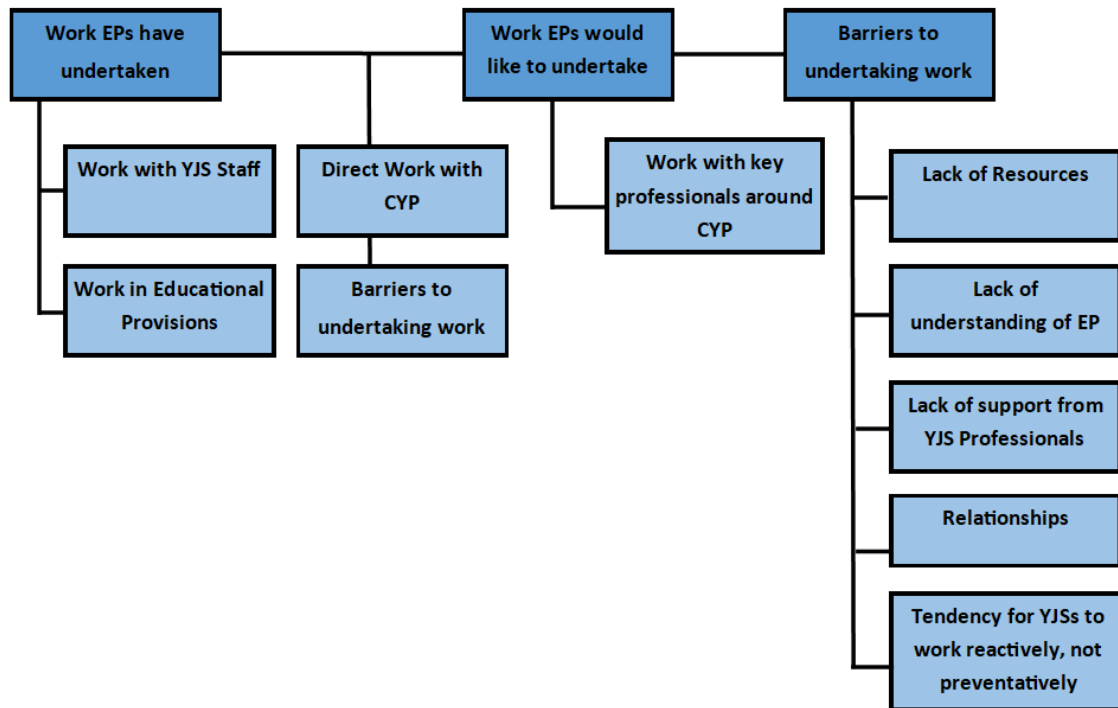 Work EPs have
undertaken
Work EPs would
like to undertake
Barriers to
undertaking work
Work with YJS Staff
Direct Work with
CYP
Work with key
professionals around
CYP
Lack of Resources
Work in Educational
Provisions
Barriers to
undertaking work
Lack of
understanding of EP
Lack of support from
YJS Professionals
Relationships
Tendency for YJSs to
work reactively, not
preventatively